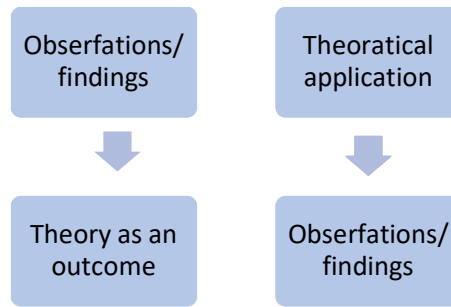 Obserfations/
findings
Theoratical
application
Theory as an
outcome
Obserfations/
findings